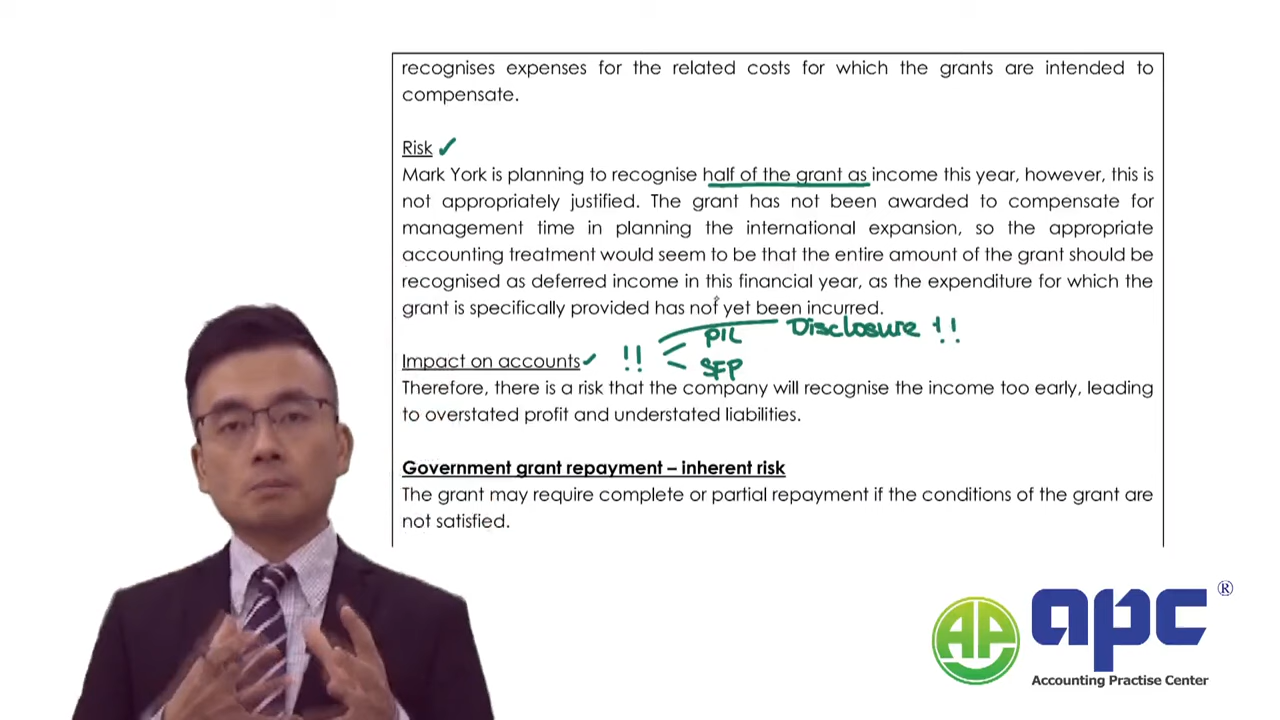 recognises expenses for the related costs for which the grants are intended to
compensate.
Risk ✓
Mark York is planning to recognise half of the grant as income this year, however, this is
not appropriately justified. The grant has not been awarded to compensate for
management time in planning the international expansion, so the appropriate
accounting treatment would seem to be that the entire amount of the grant should be
recognised as deferred income in this financial year, as the expenditure for which the
grant is specifically provided has not yet been incurred.
Disclosure !!
P/L
Impact on accounts ✓ !!
SFP
Therefore, there is a risk that the company will recognise the income too early, leading
to overstated profit and understated liabilities.
Government grant repayment – inherent risk
The grant may require complete or partial repayment if the conditions of the grant are
not satisfied.
AP
apc®
Accounting Practise Center